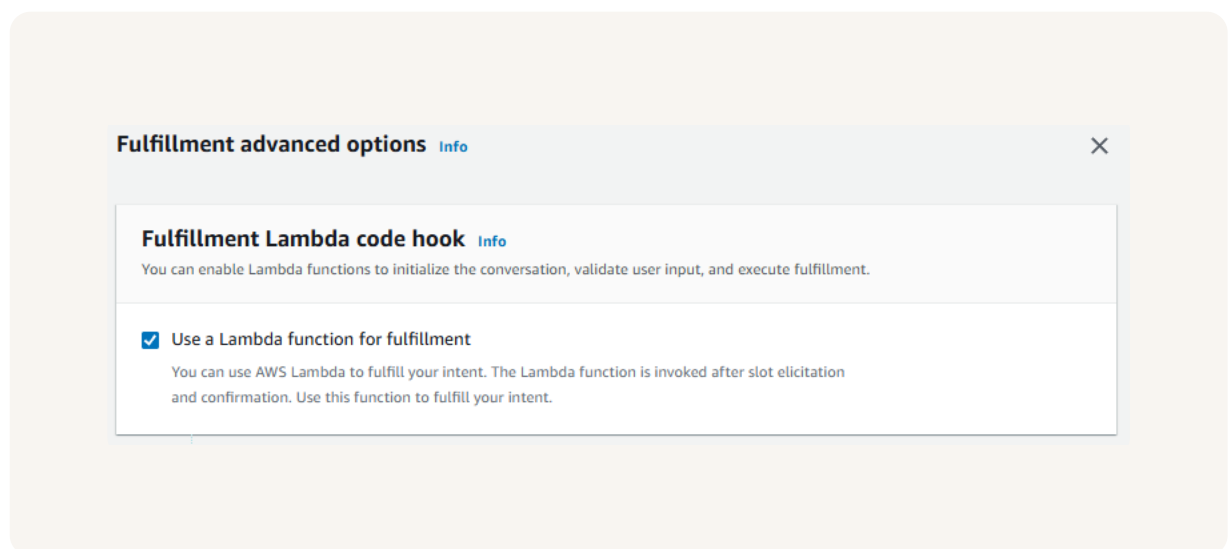 Fulfillment advanced options Info
Fulfillment Lambda code hook Info
You can enable Lambda functions to initialize the conversation, validate user input, and execute fulfillment.
Use a Lambda function for fulfillment
You can use AWS Lambda to fulfill your intent. The Lambda function is invoked after slot elicitation
and confirmation. Use this function to fulfill your intent.